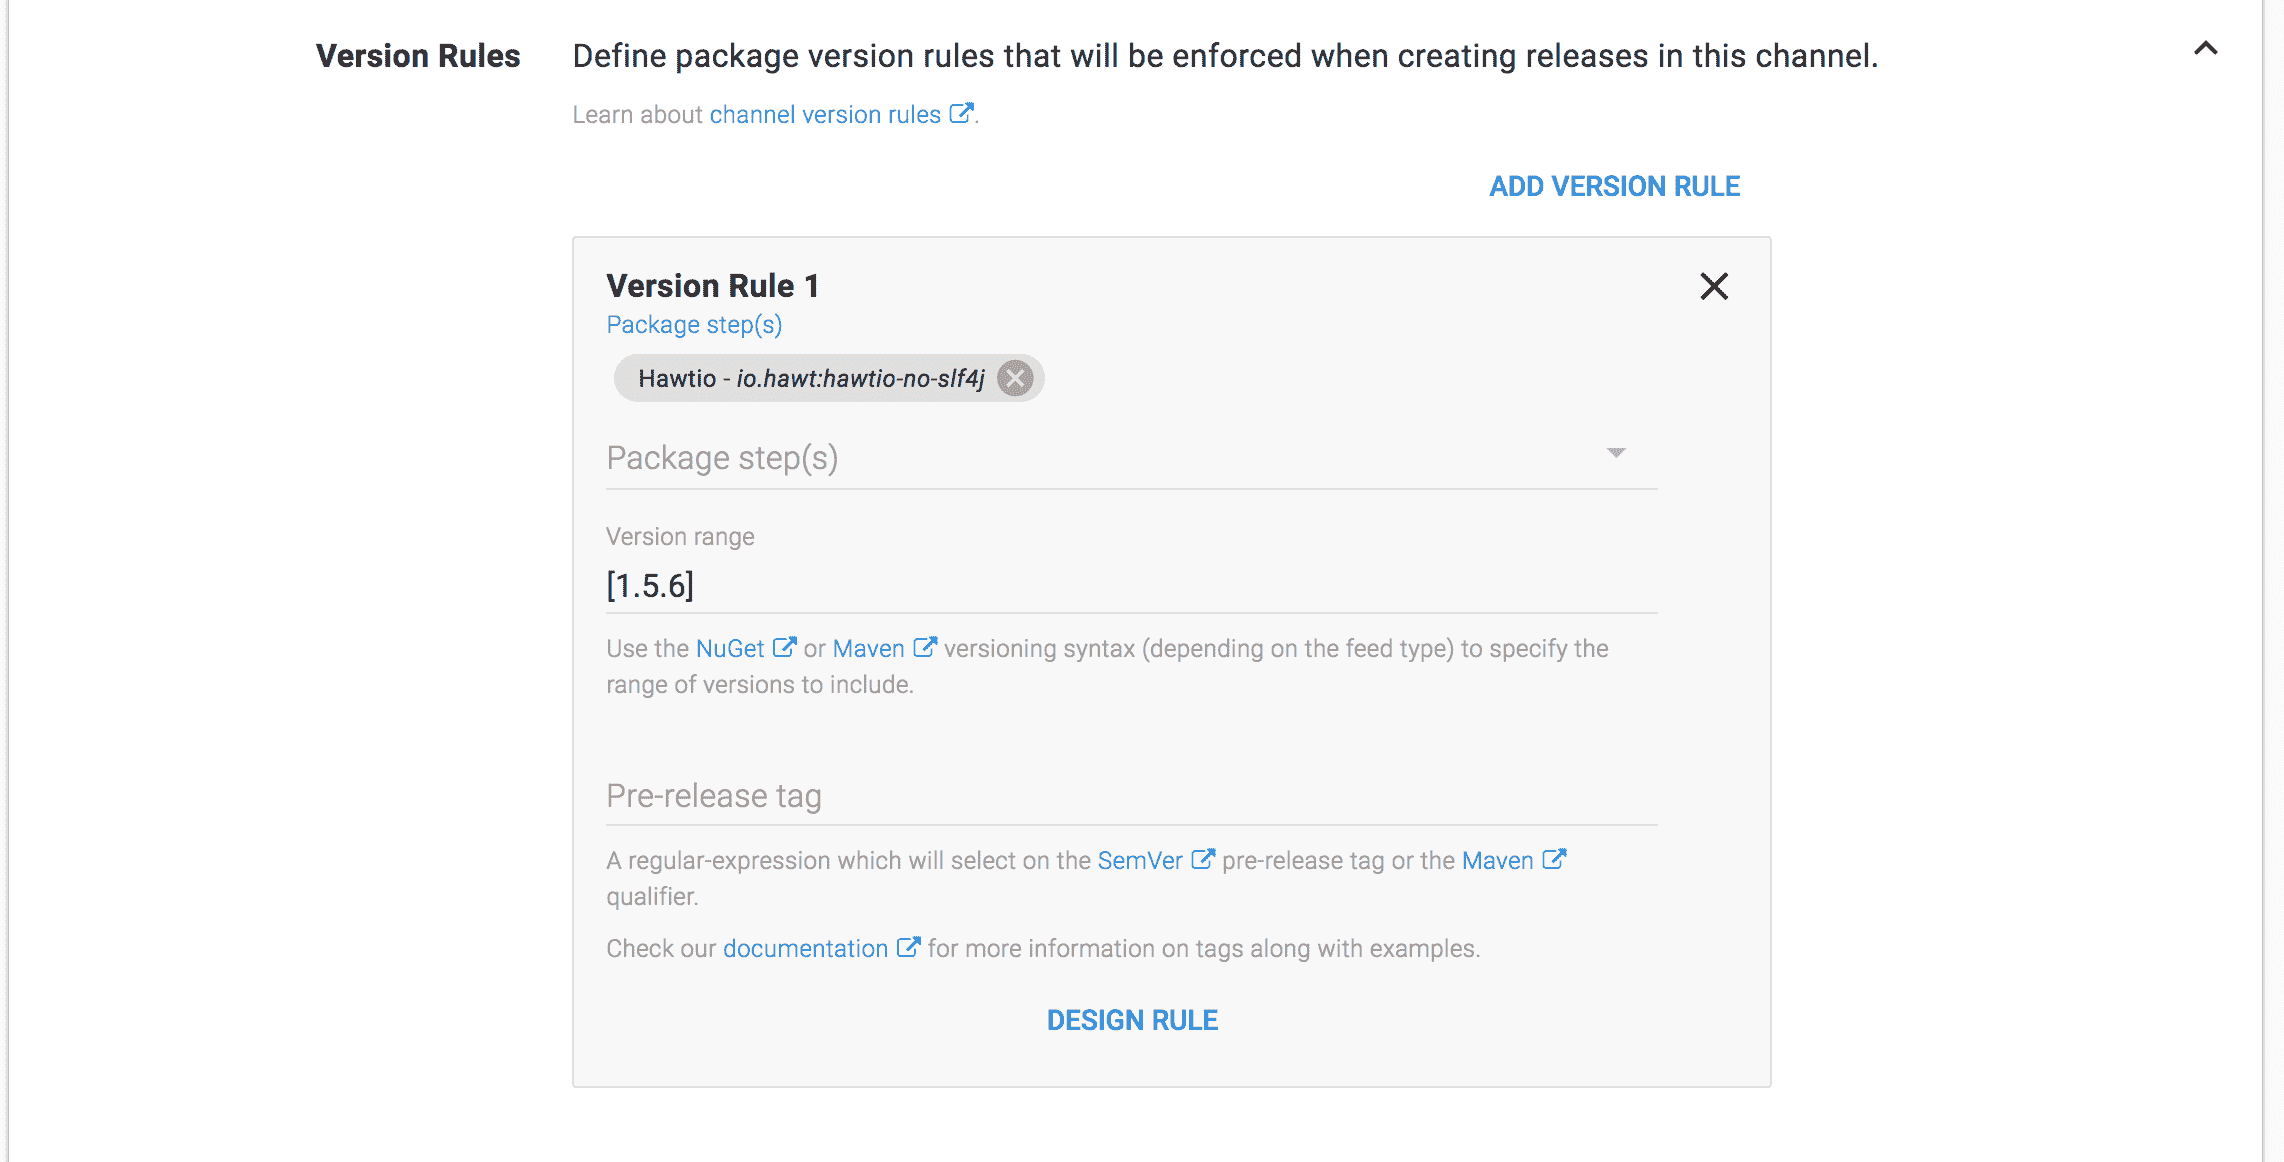 Version Rules
Define package version rules that will be enforced when creating releases in this channel.
Learn about channel version rules.
ADD VERSION RULE
Version Rule 1
Package step(s)
Hawtio - io.hawt:hawtio-no-slf4j
Package step(s)
Version range
[1.5.6]
Use the NuGet or Maven versioning syntax (depending on the feed type) to specify the
range of versions to include.
Pre-release tag
A regular-expression which will select on the SemVer pre-release tag or the Maven
qualifier.
Check our documentation for more information on tags along with examples.
DESIGN RULE